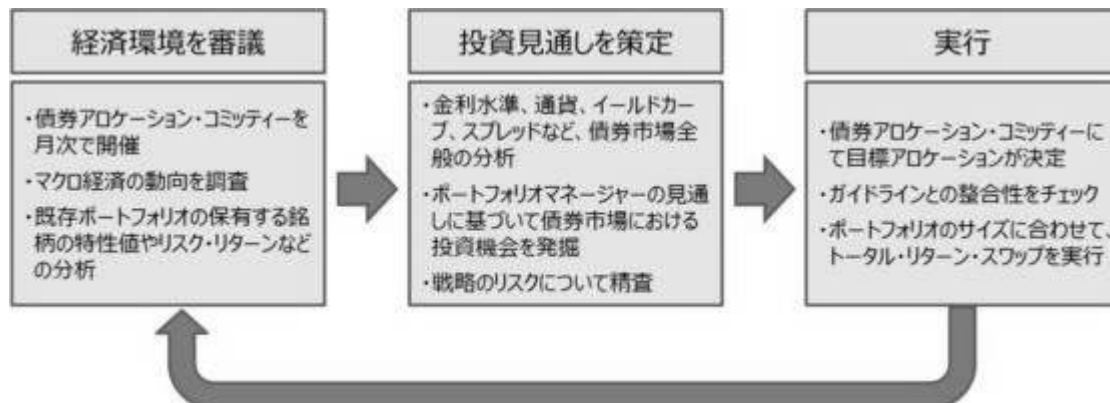 経済環境を審議
・債券アロケーション・コミッティーを
月次で開催
・マクロ経済の動向を調査
・既存ポートフォリオの保有する銘
柄の特性値やリスク・リターンなど
の分析
投資見通しを策定
・金利水準、通貨、イールドカー
ブ、スプレッドなど、債券市場全
般の分析
・ポートフォリオマネージャーの見通
しに基づいて債券市場における
投資機会を発掘
・戦略のリスクについて精査
実行
・債券アロケーション・コミッティーに
て目標アロケーションが決定
・ガイドラインとの整合性をチェック
・ポートフォリオのサイズに合わせて、
トータル・リターン・スワップを実行